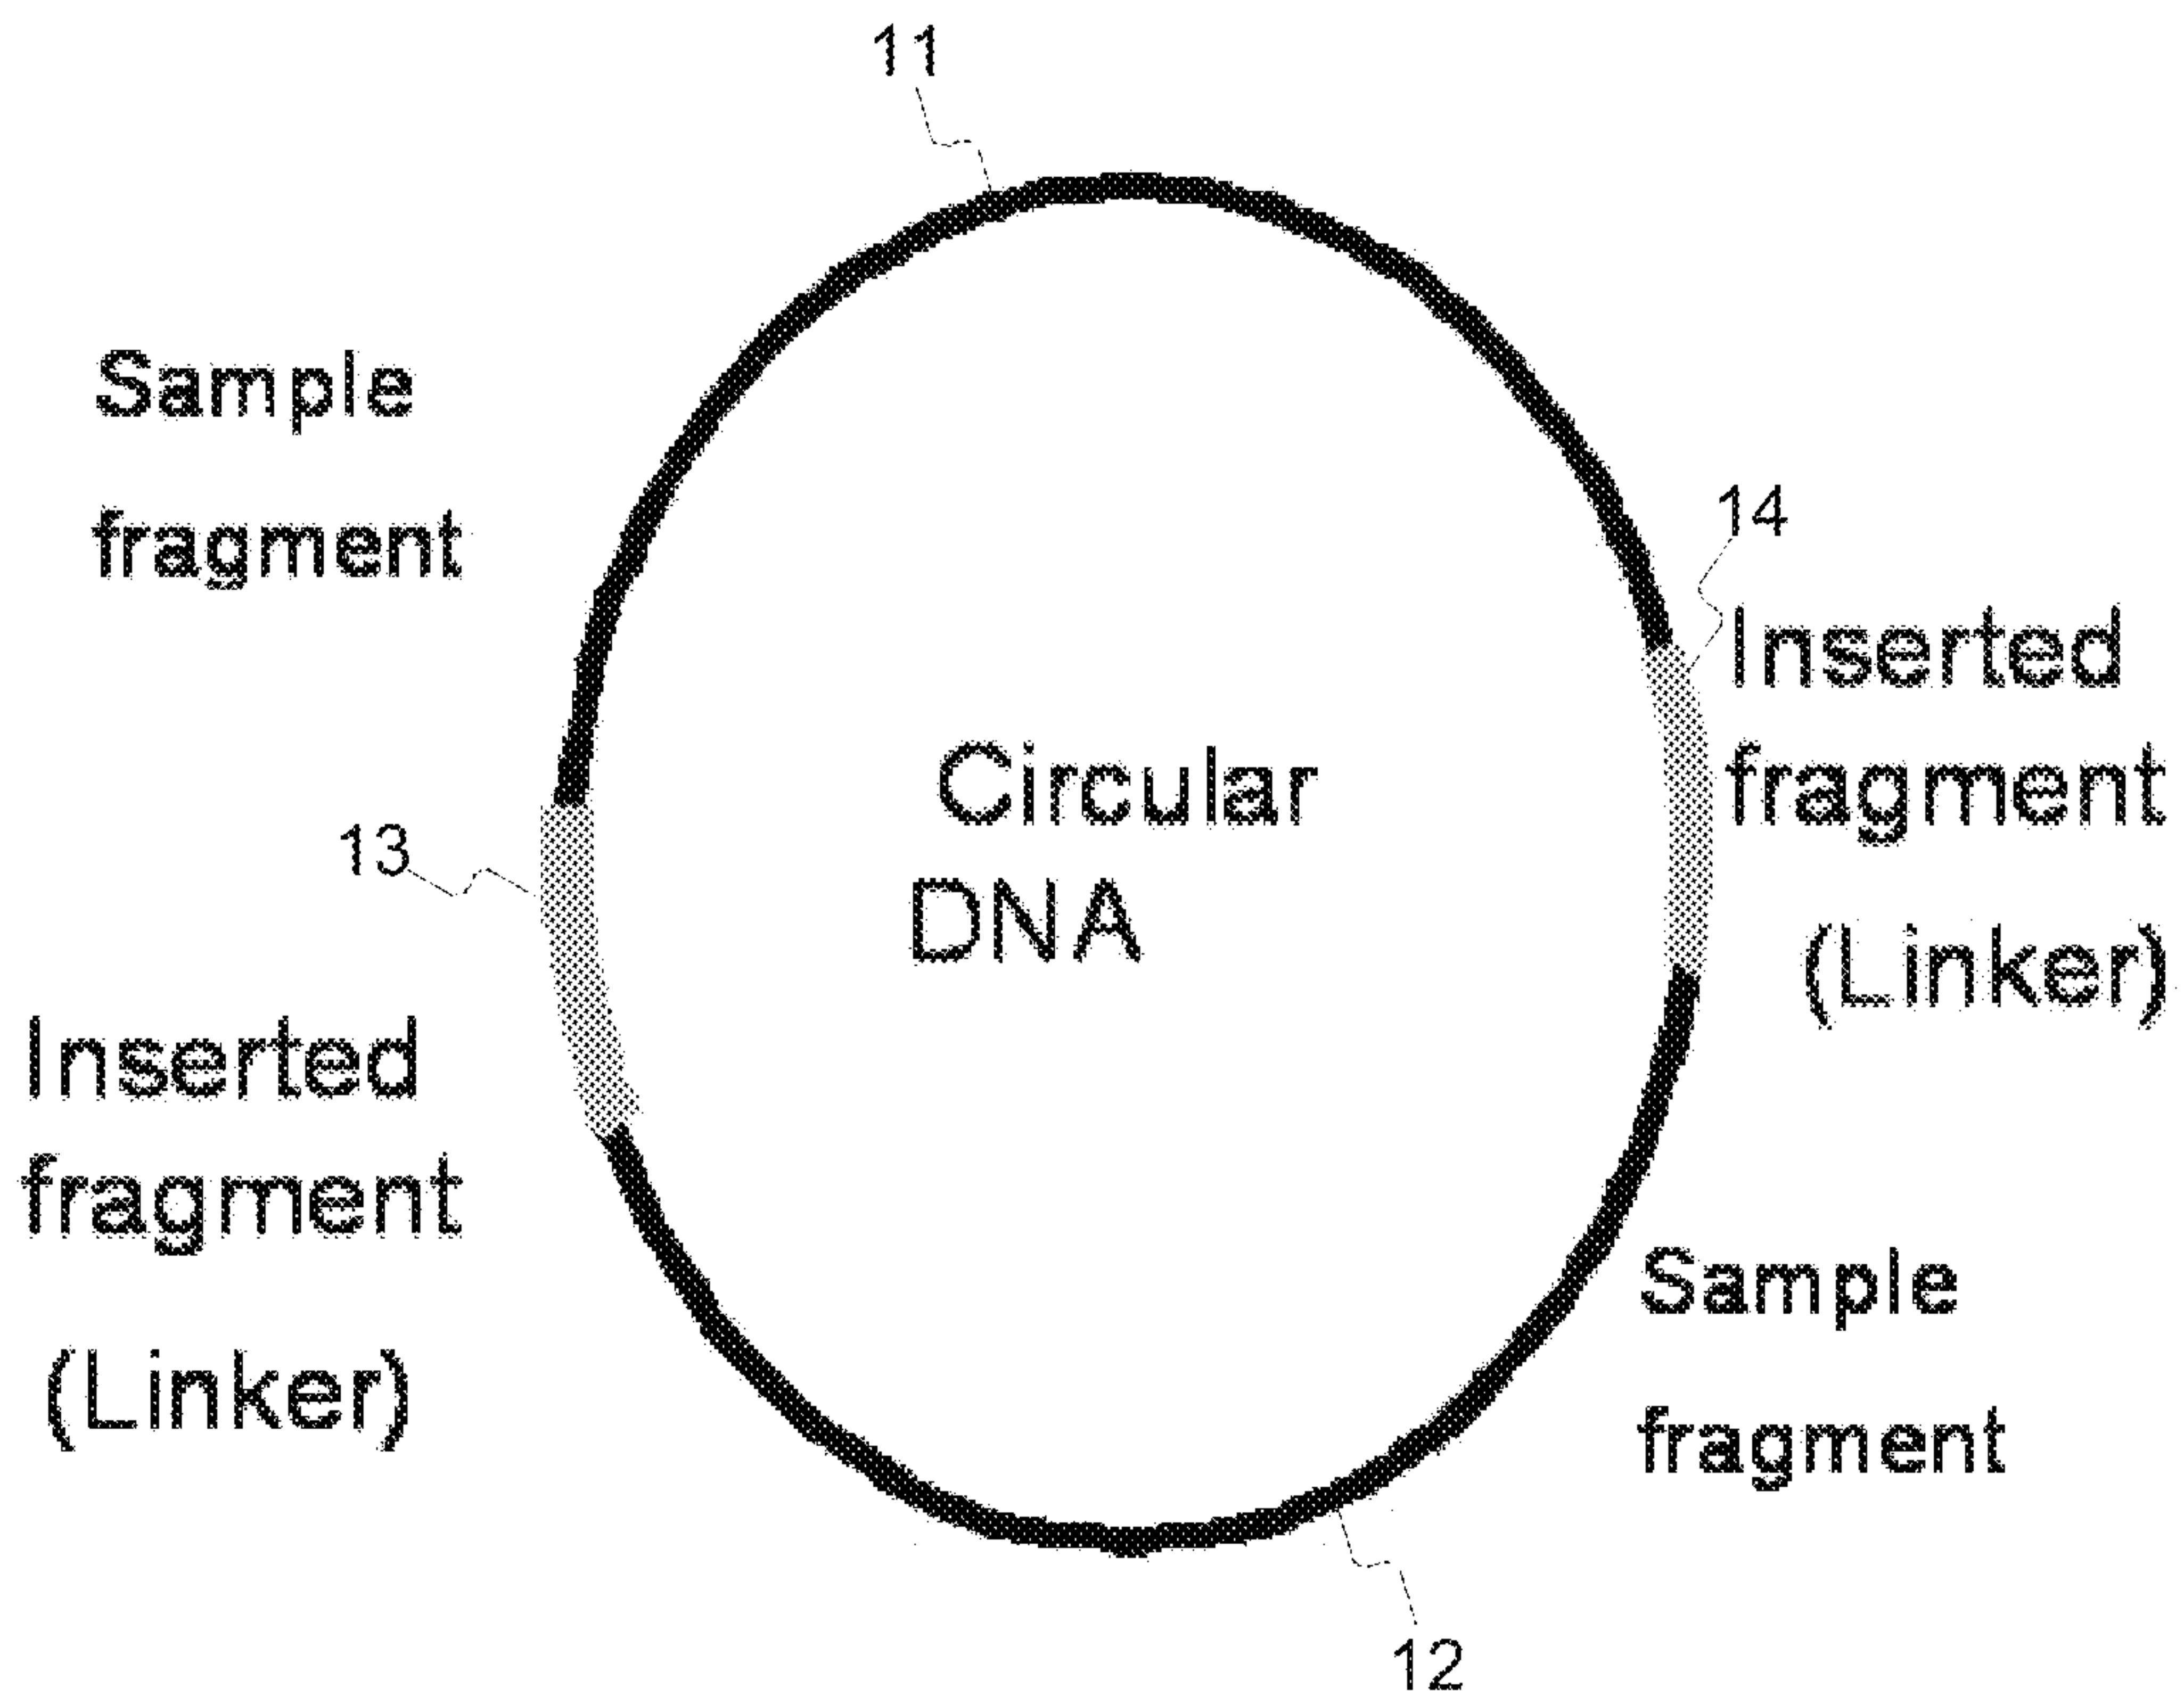 11
Sample
fragment
14
Inserted
fragment
(Linker)
Circular
DNA
13
Inserted
fragment
(Linker)
Sample
fragment
12